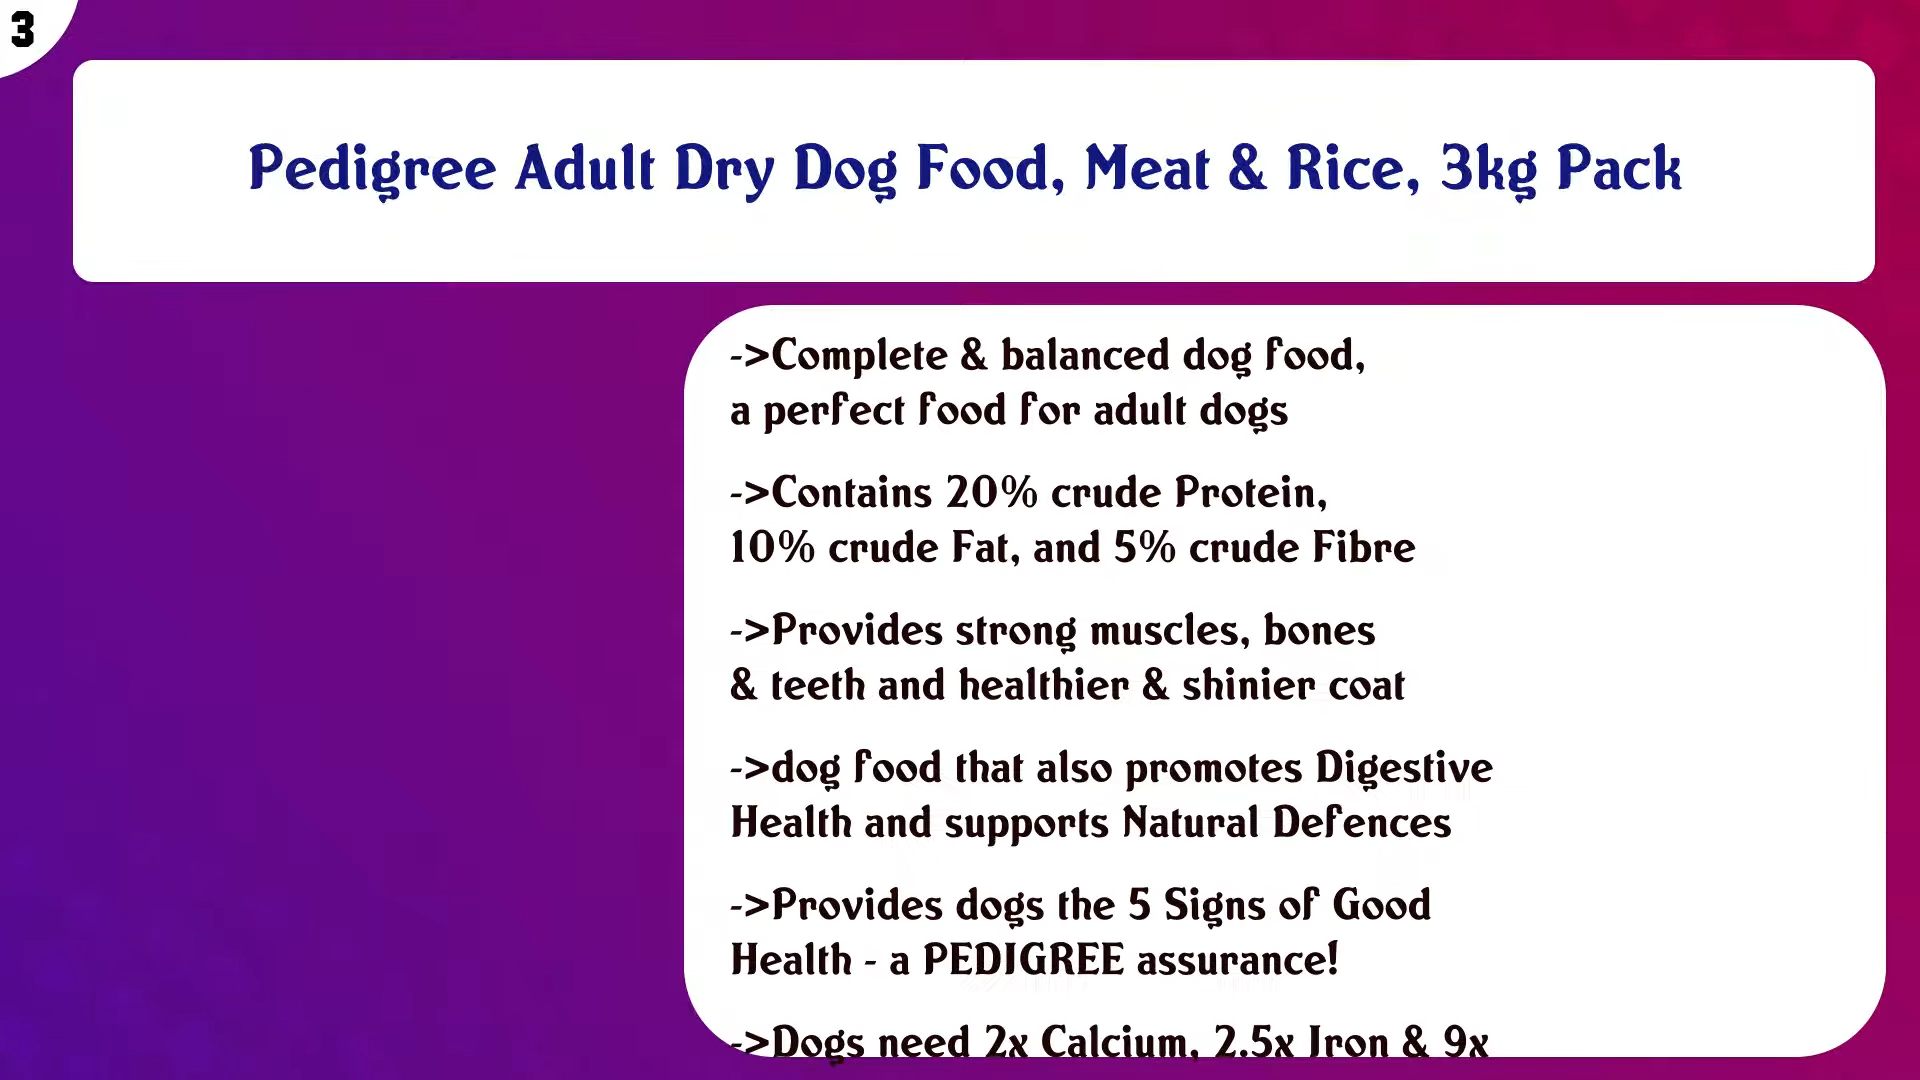 3
Pedigree Adult Dry Dog Food, Meat & Rice, 3kg Pack
->Complete & balanced dog food,
a perfect food for adult dogs
->Contains 20% crude Protein,
10% crude Fat, and 5% crude Fibre
->Provides strong muscles, bones
& teeth and healthier & shinier coat
->dog food that also promotes Digestive
Health and supports Natural Defences
->Provides dogs the 5 Signs of Good
Health - a PEDIGREE assurance!
->Dogs need 2x Calcium, 2.5x Iron & 9x